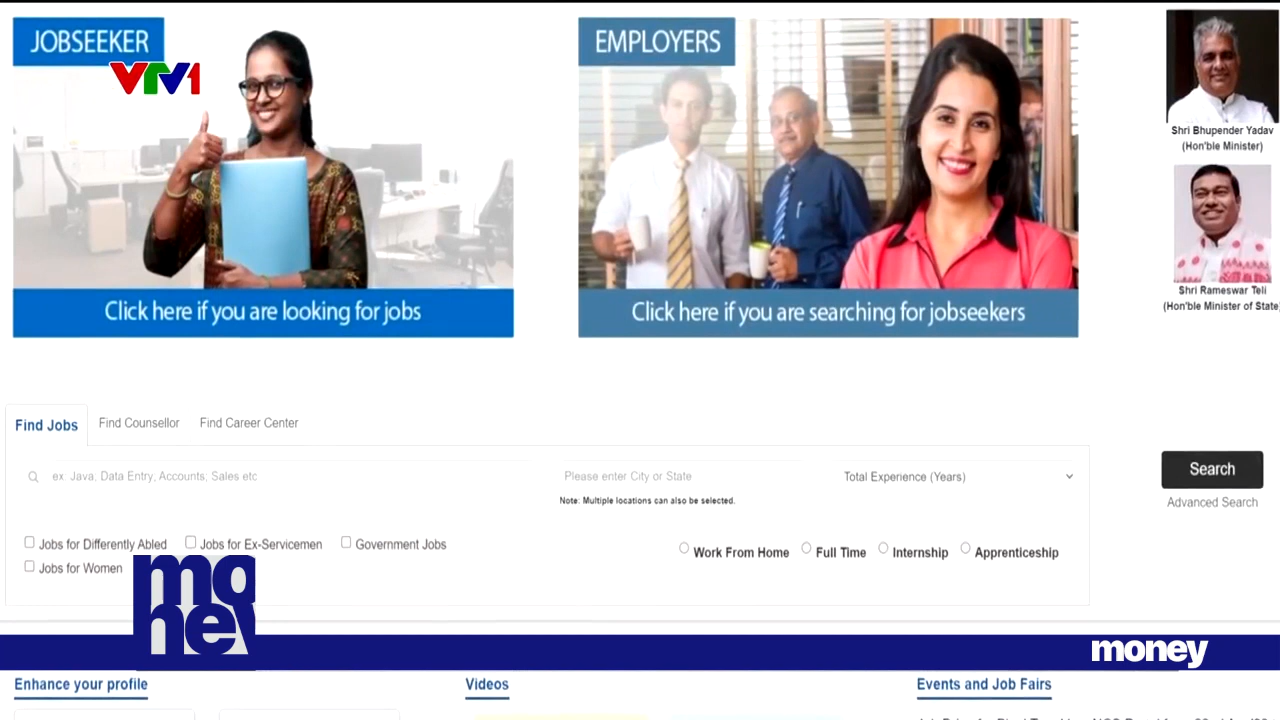 JOBSEEKER
VTV1
EMPLOYERS
Shri Bhupender Yadav
(Hon'ble Minister)
Shri Rameswar Teli
(Hon'ble Minister of State
Click here if you are looking for jobs
Click here if you are searching for jobseekers
Find Jobs
Find Counsellor
Find Career Center
ex. Java, Data Entry, Accounts, Sales etc
Please enter City or State
Total Experience (Years)
Search
Note: Multiple locations can also be selected.
Advanced Search
Jobs for Differently Abled
Jobs for Ex-Servicemen
Government Jobs
Work From Home
Full Time
Internship
Apprenticeship
Jobs for Women
mo
ney
money
Enhance your profile
Videos
Events and Job Fairs